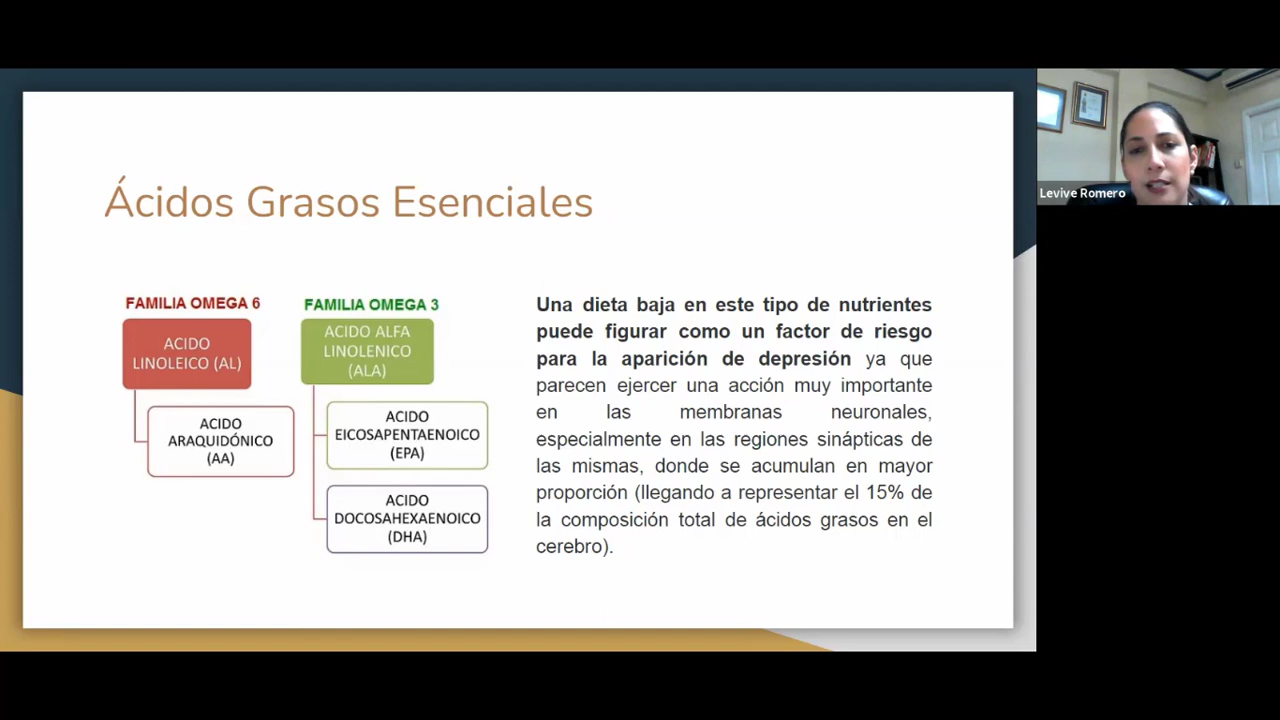 Ácidos Grasos Esenciales
FAMILIA OMEGA 6
ACIDO
LINOLEICO (AL)
ACIDO
ARAQUIDÓNICO
(AA)
FAMILIA OMEGA 3
ACIDO ALFA
LINOLENICO
(ALA)
ACIDO
EICOSAPENTAENOICO
(EPA)
ACIDO
DOCOSAHEXAENOICO
(DHA)
Una dieta baja en este tipo de nutrientes
puede figurar como un factor de riesgo
para la aparición de depresión ya que
parecen ejercer una acción muy importante
en las membranas neuronales,
especialmente en las regiones sinápticas de
las mismas, donde se acumulan en mayor
proporción (llegando a representar el 15% de
la composición total de ácidos grasos en el
cerebro).
Levive Romero